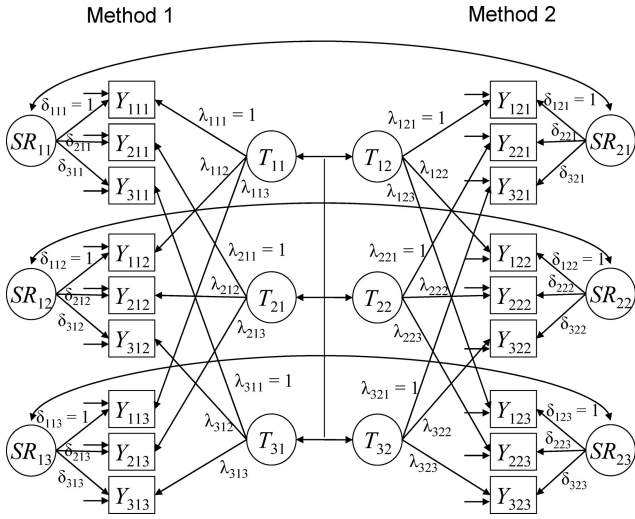 Method 1 Method 2
δ₁₁₁ = 1 Y₁₁₁ Y₁₂₁ δ₁₂₁ = 1
λ₁₁₁ = 1 λ₁₂₁ = 1
SR₁₁ δ₂₁₁ Y₂₁₁ Y₂₂₁ δ₂₂₁ SR₂₁
T₁₁ T₁₂
δ₃₁₁ Y₃₁₁ λ₁₁₂ λ₁₂₂ Y₃₂₁ δ₃₂₁
λ₁₁₃ λ₁₂₃
δ₁₁₂ = 1 Y₁₁₂ λ₂₁₁ = 1 λ₂₂₁ = 1 Y₁₂₂ δ₁₂₂ = 1
SR₁₂ δ₂₁₂ Y₂₁₂ λ₂₁₂ T₂₁ T₂₂ λ₂₂₂ Y₂₂₂ δ₂₂₂ SR₂₂
δ₃₁₂ Y₃₁₂ λ₂₁₃ λ₂₂₃ Y₃₂₂ δ₃₂₂
λ₃₁₁ = 1 λ₃₂₁ = 1
δ₁₁₃ = 1 Y₁₁₃ λ₃₁₂ λ₃₂₂ Y₁₂₃ δ₁₂₃ = 1
SR₁₃ δ₂₁₃ Y₂₁₃ T₃₁ T₃₂ Y₂₂₃ δ₂₂₃ SR₂₃
λ₃₁₃ λ₃₂₃
δ₃₁₃ Y₃₁₃ Y₃₂₃ δ₃₂₃